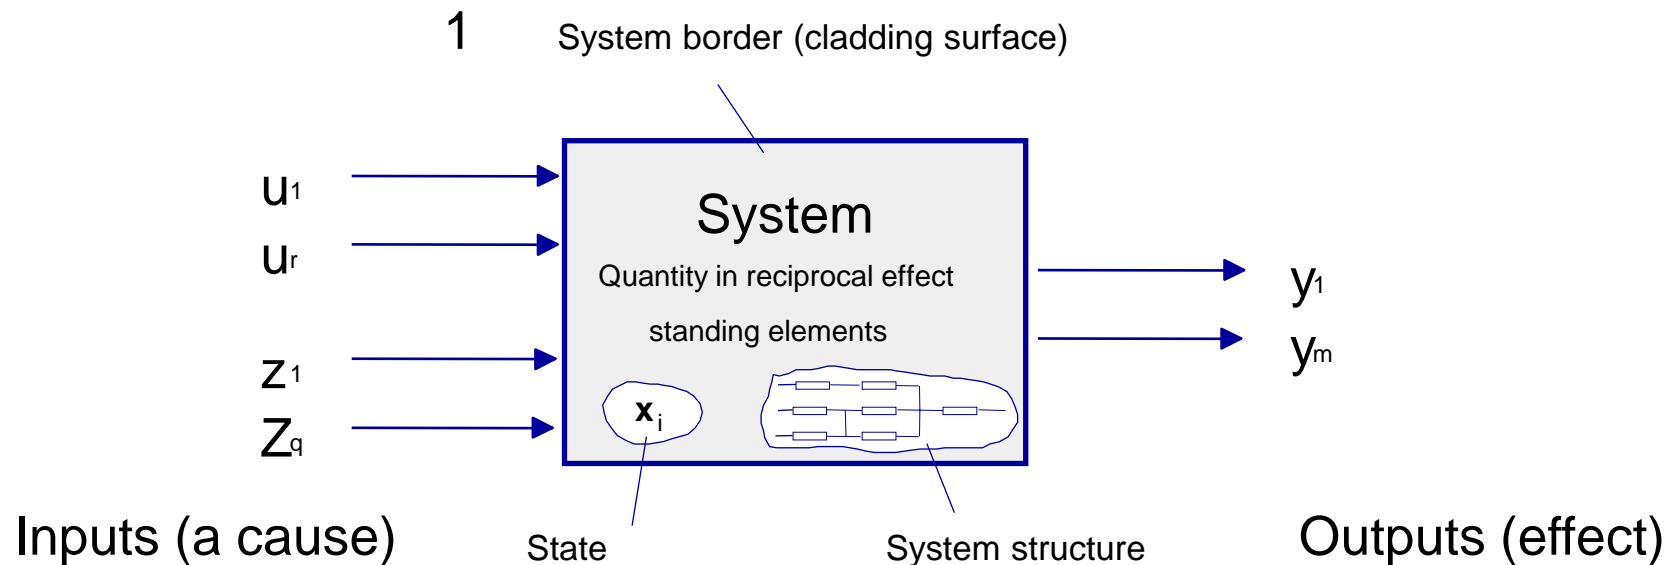 1 System border (cladding surface)
u1
ur
z1
Zq
System
Quantity in reciprocal effect
standing elements
xi
y1
ym
Inputs (a cause)
State
System structure
Outputs (effect)